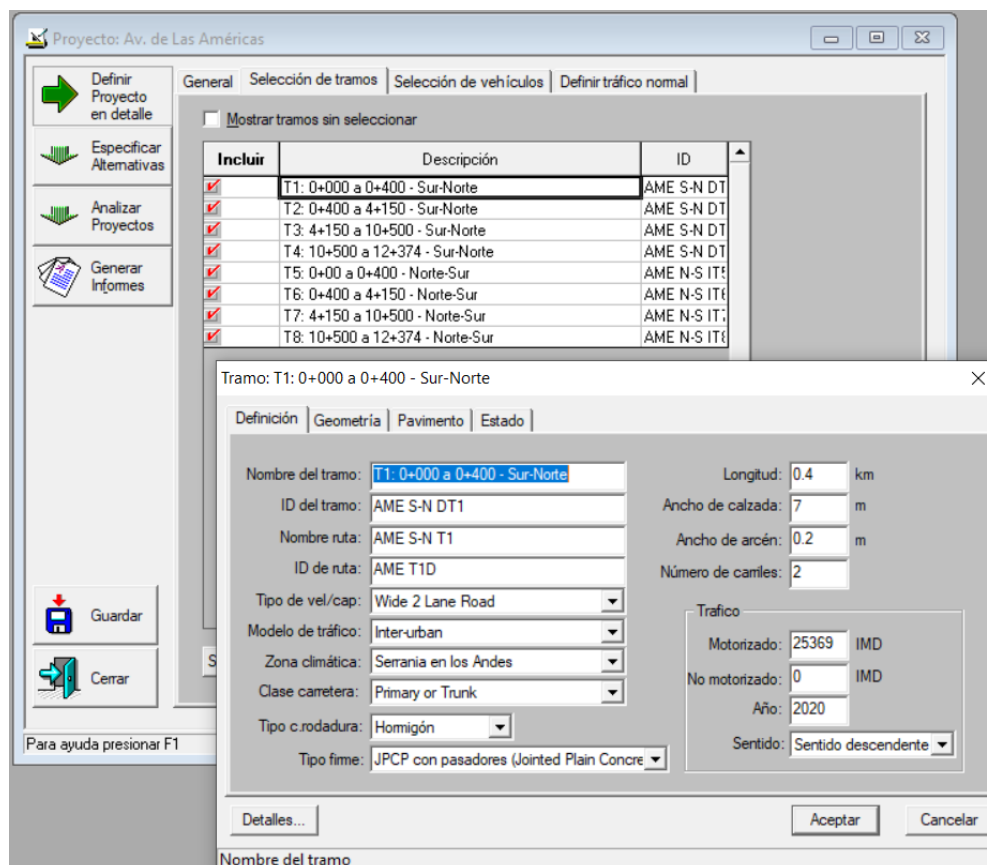 Proyecto: Av. de Las Américas
Definir
Proyecto
en detalle
Especificar
Alternativas
Analizar
Proyectos
Generar
Informes
Guardar
Cerrar
General
Selección de tramos
Selección de vehículos
Definir tráfico normal
Mostrar tramos sin seleccionar
Incluir Descripción ID
T1: 0+000 a 0+400 - Sur-Norte AME S-N DT
T2: 0+400 a 4+150 - Sur-Norte AME S-N DT
T3: 4+150 a 10+500 - Sur-Norte AME S-N DT
T4: 10+500 a 12+374 - Sur-Norte AME S-N DT
T5: 0+00 a 0+400 - Norte-Sur AME N-S IT5
T6: 0+400 a 4+150 - Norte-Sur AME N-S IT6
T7: 4+150 a 10+500 - Norte-Sur AME N-S IT7
T8: 10+500 a 12+374 - Norte-Sur AME N-S IT8
S
Para ayuda presionar F1
Tramo: T1: 0+000 a 0+400 - Sur-Norte
Definición
Geometría
Pavimento
Estado
Nombre del tramo: T1: 0+000 a 0+400 - Sur-Norte
ID del tramo: AME S-N DT1
Nombre ruta: AME S-N T1
ID de ruta: AME T1D
Tipo de vel/cap: Wide 2 Lane Road
Modelo de tráfico: Inter-urban
Zona climática: Serrania en los Andes
Clase carretera: Primary or Trunk
Tipo c.rodadura: Hormigón
Tipo firme: JPCP con pasadores (Jointed Plain Concre
Longitud: 0.4 km
Ancho de calzada: 7 m
Ancho de arcén: 0.2 m
Número de carriles: 2
Trafico
Motorizado: 25369 IMD
No motorizado: 0 IMD
Año: 2020
Sentido: Sentido descendente
Detalles...
Aceptar
Cancelar
Nombre del tramo